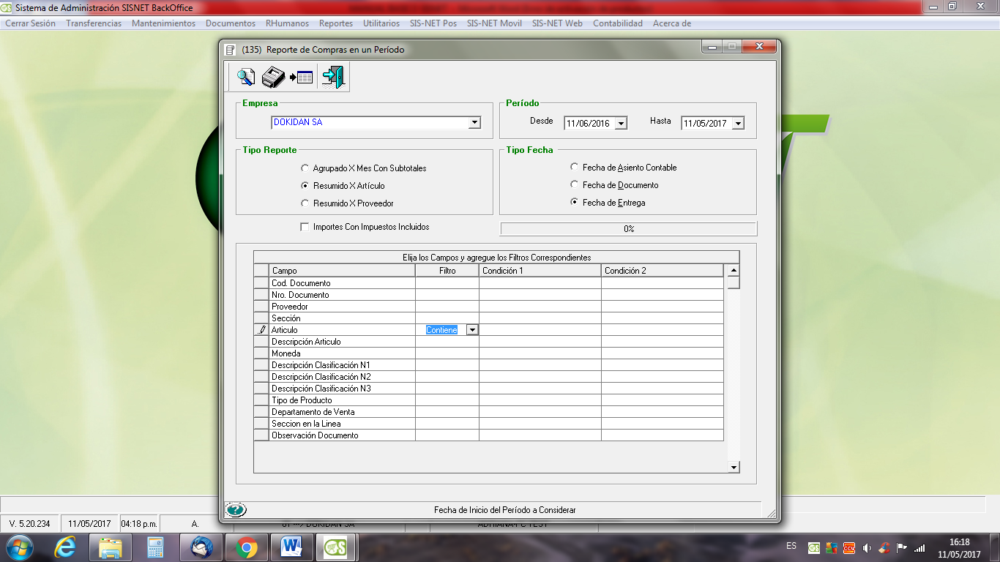 Sistema de Administración SISNET BackOffice
Cerrar Sesión Transferencias Mantenimientos Documentos RHumanos Reportes Utilitarios SIS-NET Pos SIS-NET Movil SIS-NET Web Contabilidad Acerca de
(135) Reporte de Compras en un Período
Empresa
DOKIDAN SA
Período
Desde 11/06/2016 Hasta 11/05/2017
Tipo Reporte
Agrupado X Mes Con Subtotales
Resumido X Artículo
Resumido X Proveedor
Tipo Fecha
Fecha de Asiento Contable
Fecha de Documento
Fecha de Entrega
Importes Con Impuestos Incluidos
0%
Elija los Campos y agregue los Filtros Correspondientes
Campo Filtro Condición 1 Condición 2
Cod. Documento
Nro. Documento
Proveedor
Sección
Articulo Contiene
Descripción Articulo
Moneda
Descripción Clasificación N1
Descripción Clasificación N2
Descripción Clasificación N3
Tipo de Producto
Departamento de Venta
Seccion en la Linea
Observación Documento
Fecha de Inicio del Período a Considerar
V. 5.20.234 11/05/2017 04:18 p.m. A.
ES
16:18
11/05/2017